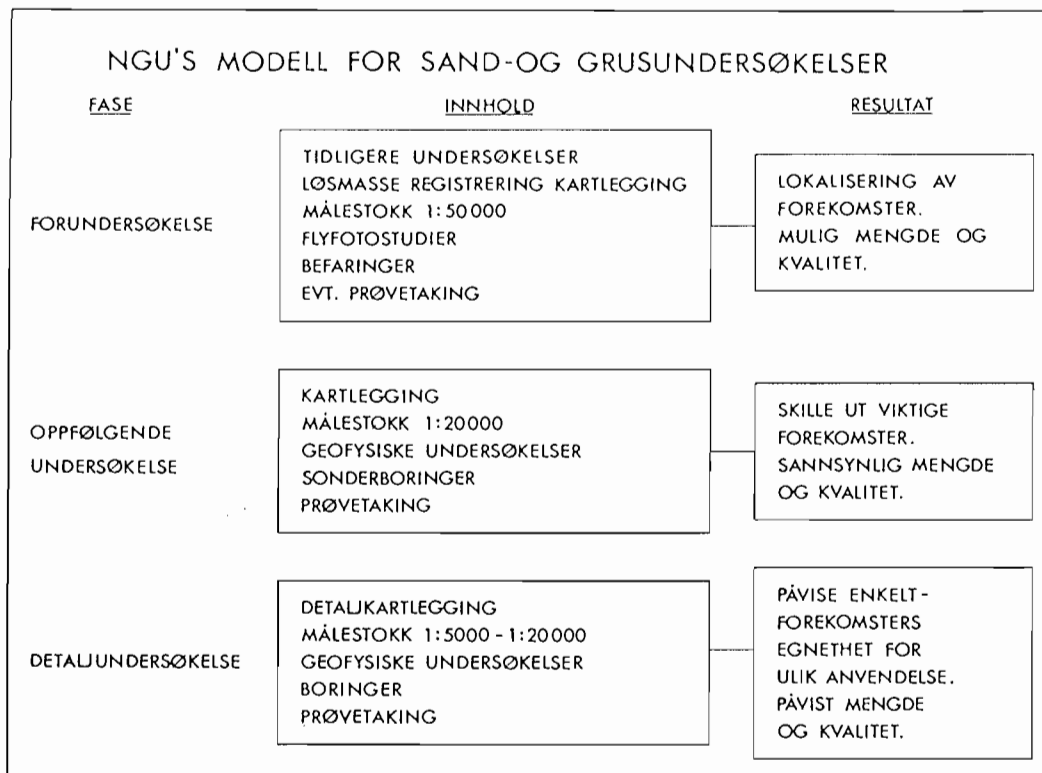 NGU'S MODELL FOR SAND-OG GRUSUNDERSØKELSER
FASE
INNHOLD
RESULTAT
FORUNDERSØKELSE
TIDLIGERE UNDERSØKELSER
LØSMASSE REGISTRERING KARTLEGGING
MÅLESTOKK 1:50000
FLYFOTOSTUDIER
BEFARINGER
EVT. PRØVETAKING
LOKALISERING AV
FOREKOMSTER.
MULIG MENGDE OG
KVALITET.
OPPFØLGENDE
UNDERSØKELSE
KARTLEGGING
MÅLESTOKK 1:20000
GEOFYSISKE UNDERSØKELSER
SONDERBORINGER
PRØVETAKING
SKILLE UT VIKTIGE
FOREKOMSTER.
SANNSYNLIG MENGDE
OG KVALITET.
DETALJUNDERSØKELSE
DETALJKARTLEGGING
MÅLESTOKK 1:5000-1:20000
GEOFYSISKE UNDERSØKELSER
BORINGER
PRØVETAKING
PÅVISE ENKELT-
FOREKOMSTERS
EGNETHET FOR
ULIK ANVENDELSE.
PÅVIST MENGDE
OG KVALITET.